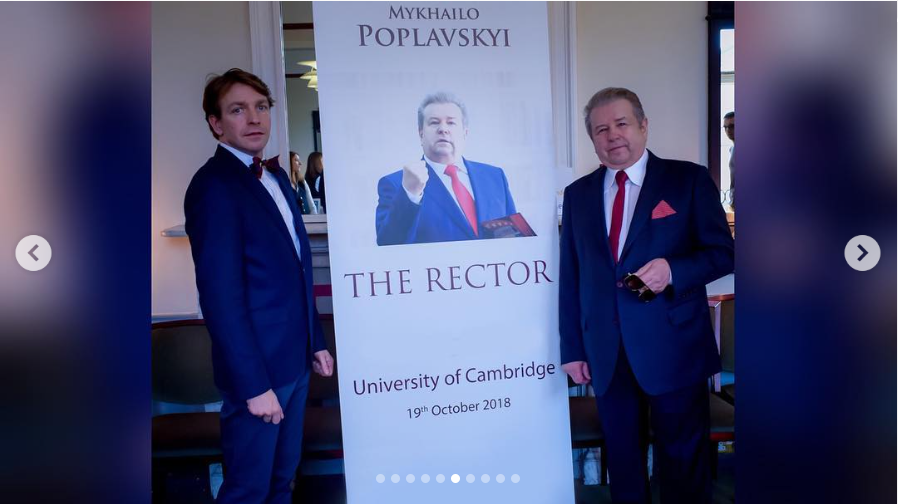 MYKHAILO
POPLAVSKYI
THE RECTOR
University of Cambridge
19th October 2018